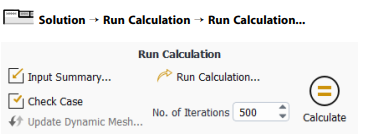 Solution → Run Calculation → Run Calculation...
Run Calculation
Input Summary...
Run Calculation...
Check Case
No. of Iterations 500
Update Dynamic Mesh...
Calculate